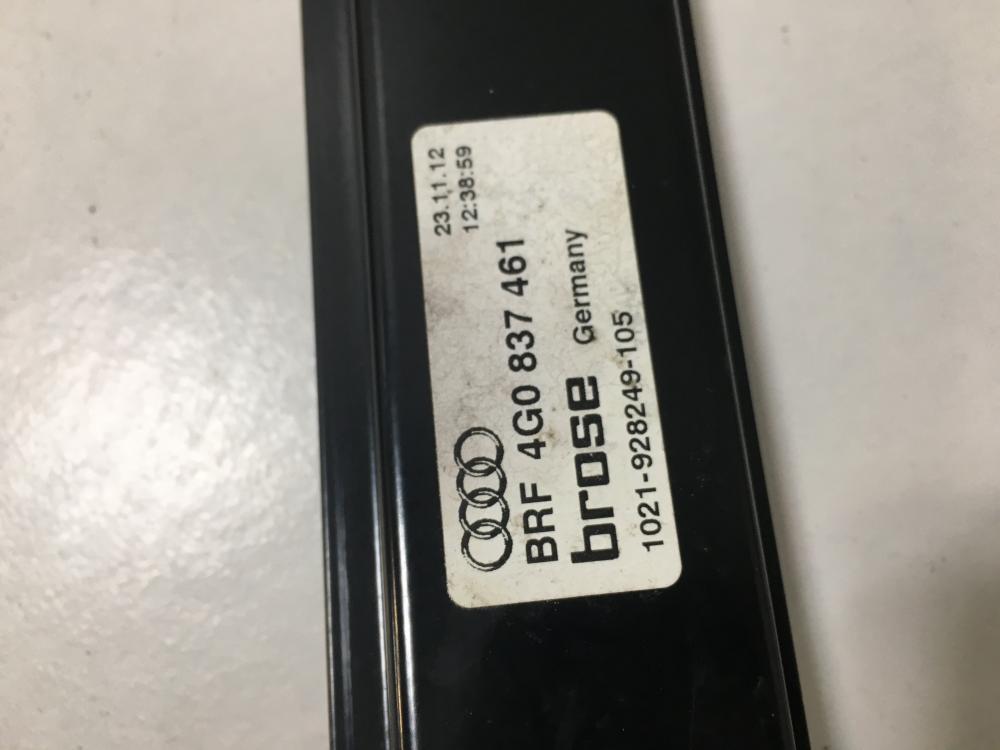 23.11.12
12:38:59
BRF 4G0 837 461
brose Germany
1021-928249-105